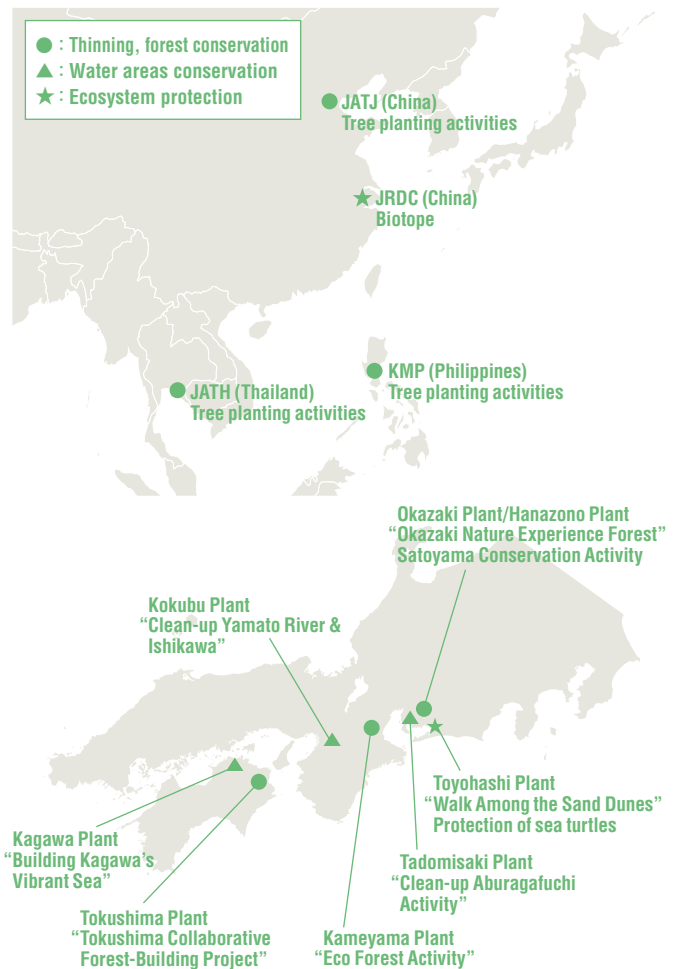 ● : Thinning, forest conservation
▲ : Water areas conservation
★ : Ecosystem protection
JATJ (China)
Tree planting activities
JRDC (China)
Biotope
KMP (Philippines)
Tree planting activities
JATH (Thailand)
Tree planting activities
Okazaki Plant/Hanazono Plant
“Okazaki Nature Experience Forest”
Satoyama Conservation Activity
Kokubu Plant
“Clean-up Yamato River &
Ishikawa”
Toyohashi Plant
“Walk Among the Sand Dunes”
Protection of sea turtles
Kagawa Plant
“Building Kagawa’s
Vibrant Sea”
Tadomisaki Plant
“Clean-up Aburagafuchi
Activity”
Tokushima Plant
“Tokushima Collaborative
Forest-Building Project”
Kameyama Plant
“Eco Forest Activity”